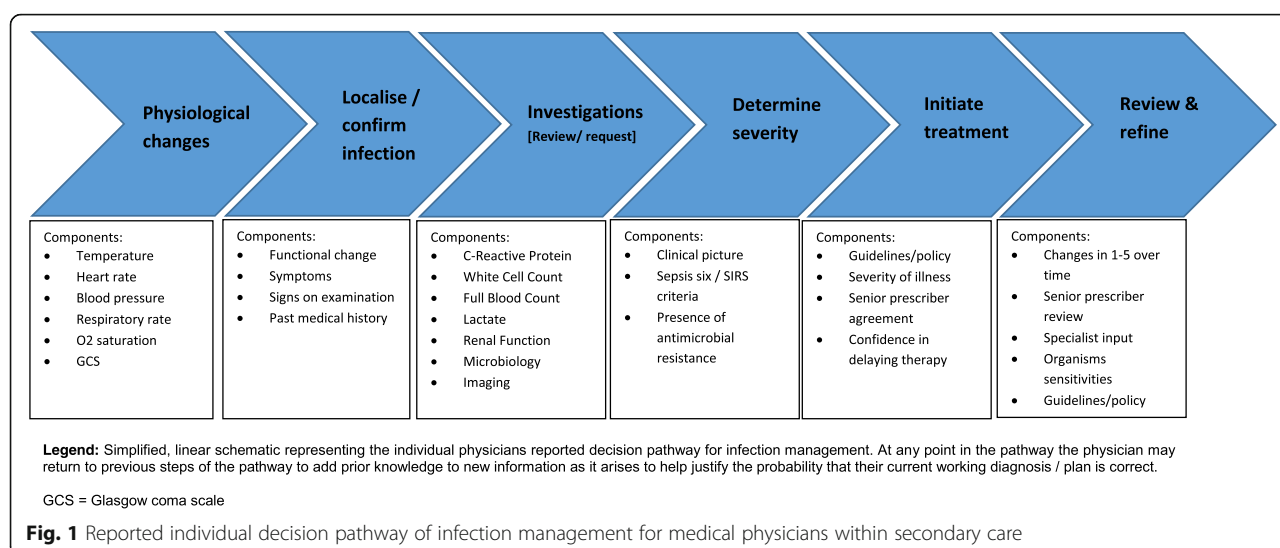 Physiological
changes
Localise /
confirm
infection
Investigations
[Review/ request]
Determine
severity
Initiate
treatment
Review &
refine
Components:
• Temperature
• Heart rate
• Blood pressure
• Respiratory rate
• O2 saturation
• GCS
Components:
• Functional change
• Symptoms
• Signs on examination
• Past medical history
Components:
• C-Reactive Protein
• White Cell Count
• Full Blood Count
• Lactate
• Renal Function
• Microbiology
• Imaging
Components:
• Clinical picture
• Sepsis six / SIRS
criteria
• Presence of
antimicrobial
resistance
Components:
• Guidelines/policy
• Severity of illness
• Senior prescriber
agreement
• Confidence in
delaying therapy
Components:
• Changes in 1-5 over
time
• Senior prescriber
review
• Specialist input
• Organisms
sensitivities
• Guidelines/policy
Legend: Simplified, linear schematic representing the individual physicians reported decision pathway for infection management. At any point in the pathway the physician may
return to previous steps of the pathway to add prior knowledge to new information as it arises to help justify the probability that their current working diagnosis / plan is correct.
GCS = Glasgow coma scale
Fig. 1 Reported individual decision pathway of infection management for medical physicians within secondary care